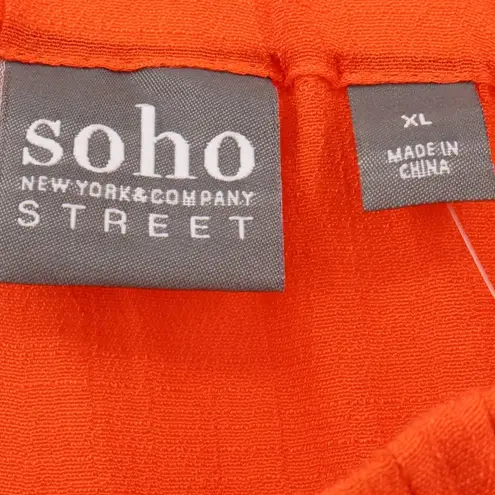 soho
NEW YORK & COMPANY
STREET
XL
MADE IN
CHINA